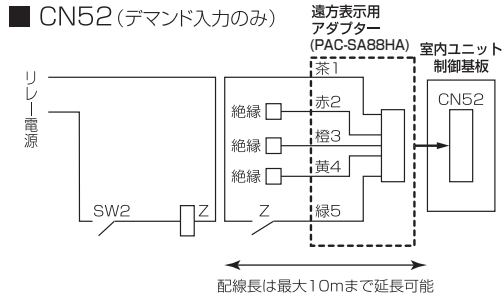 ■ CN52（デマンド入力のみ）
遠方表示用
アダプター
(PAC-SA88HA)
室内ユニット
制御基板
リレー電源
茶1
赤2
絶縁
橙3
絶縁
黄4
絶縁
CN52
SW2
Z
Z
緑5
配線長は最大10mまで延長可能